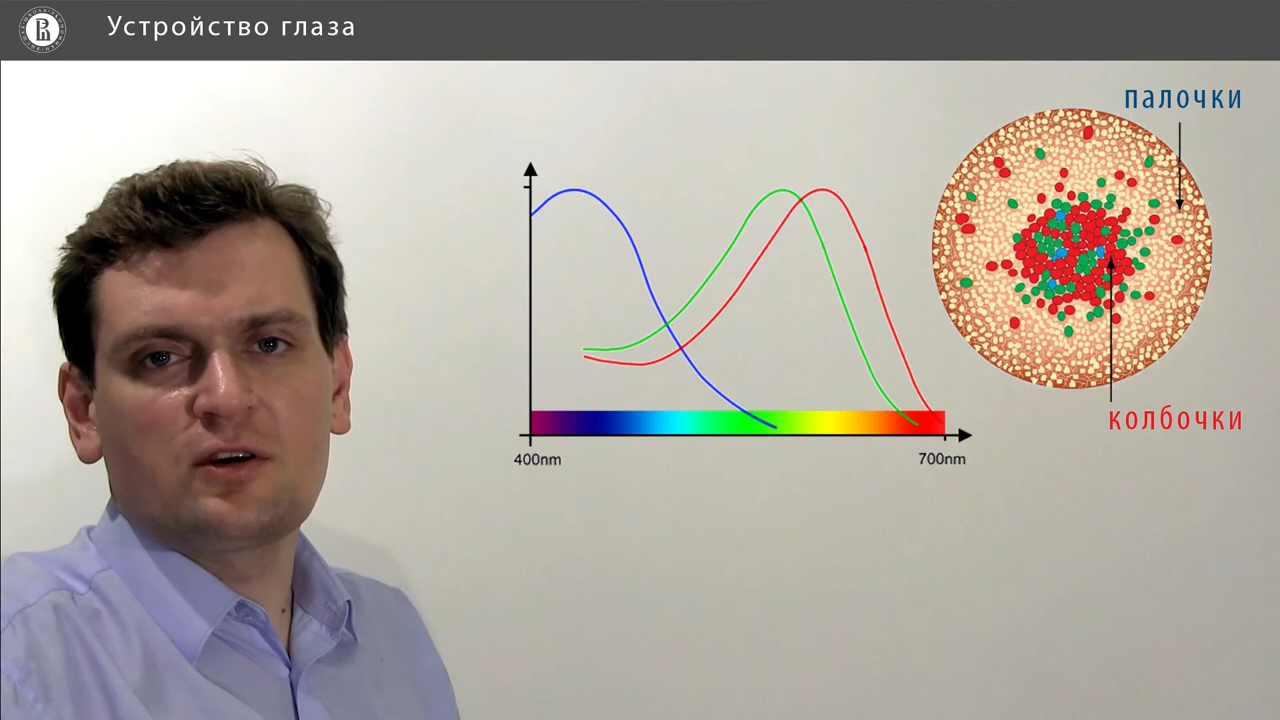 Устройство глаза
палочки
колбочки
400nm
700nm